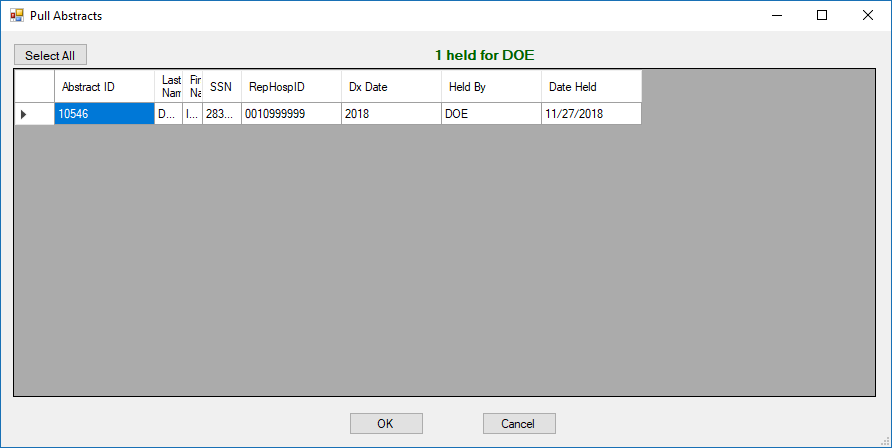 Pull Abstracts
Select All
1 held for DOE
Abstract ID Last Nam Fir Na SSN RepHospID Dx Date Held By Date Held
10546 D... I... 283... 0010999999 2018 DOE 11/27/2018
OK Cancel